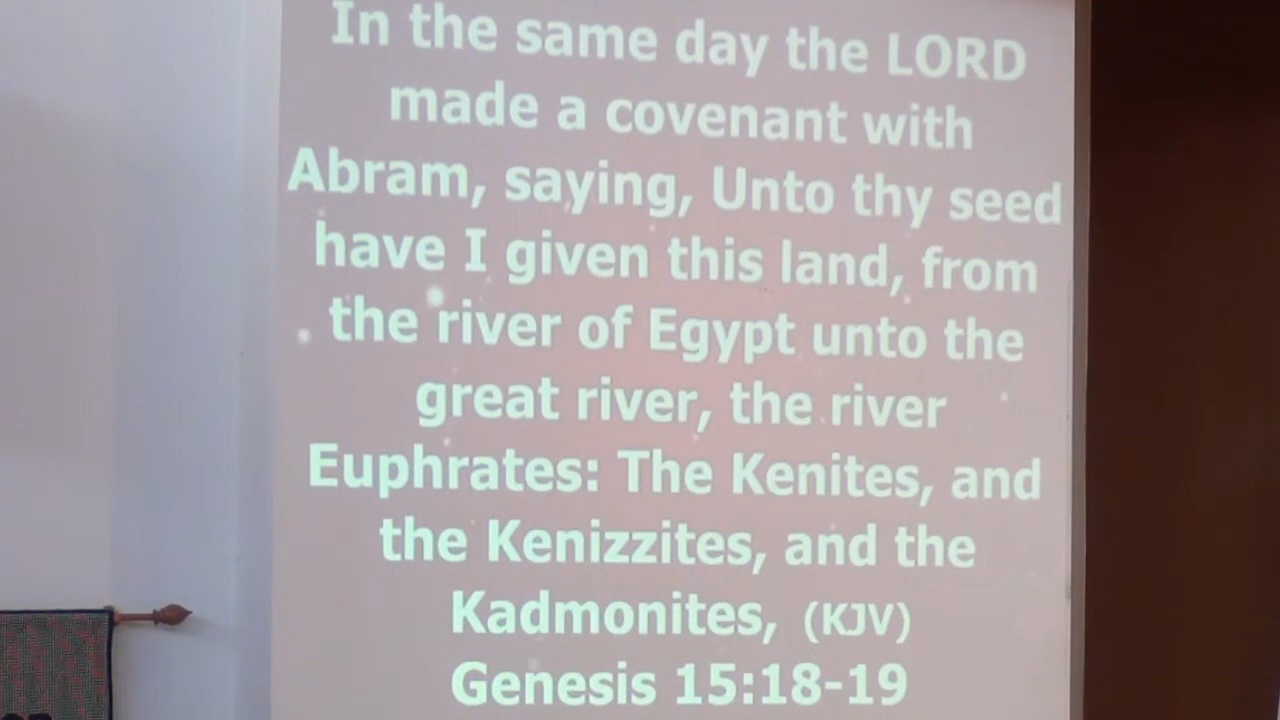 In the same day the LORD
made a covenant with
Abram, saying, Unto thy seed
have I given this land, from
the river of Egypt unto the
great river, the river
Euphrates: The Kenites, and
the Kenizzites, and the
Kadmonites, (KJV)
Genesis 15:18-19